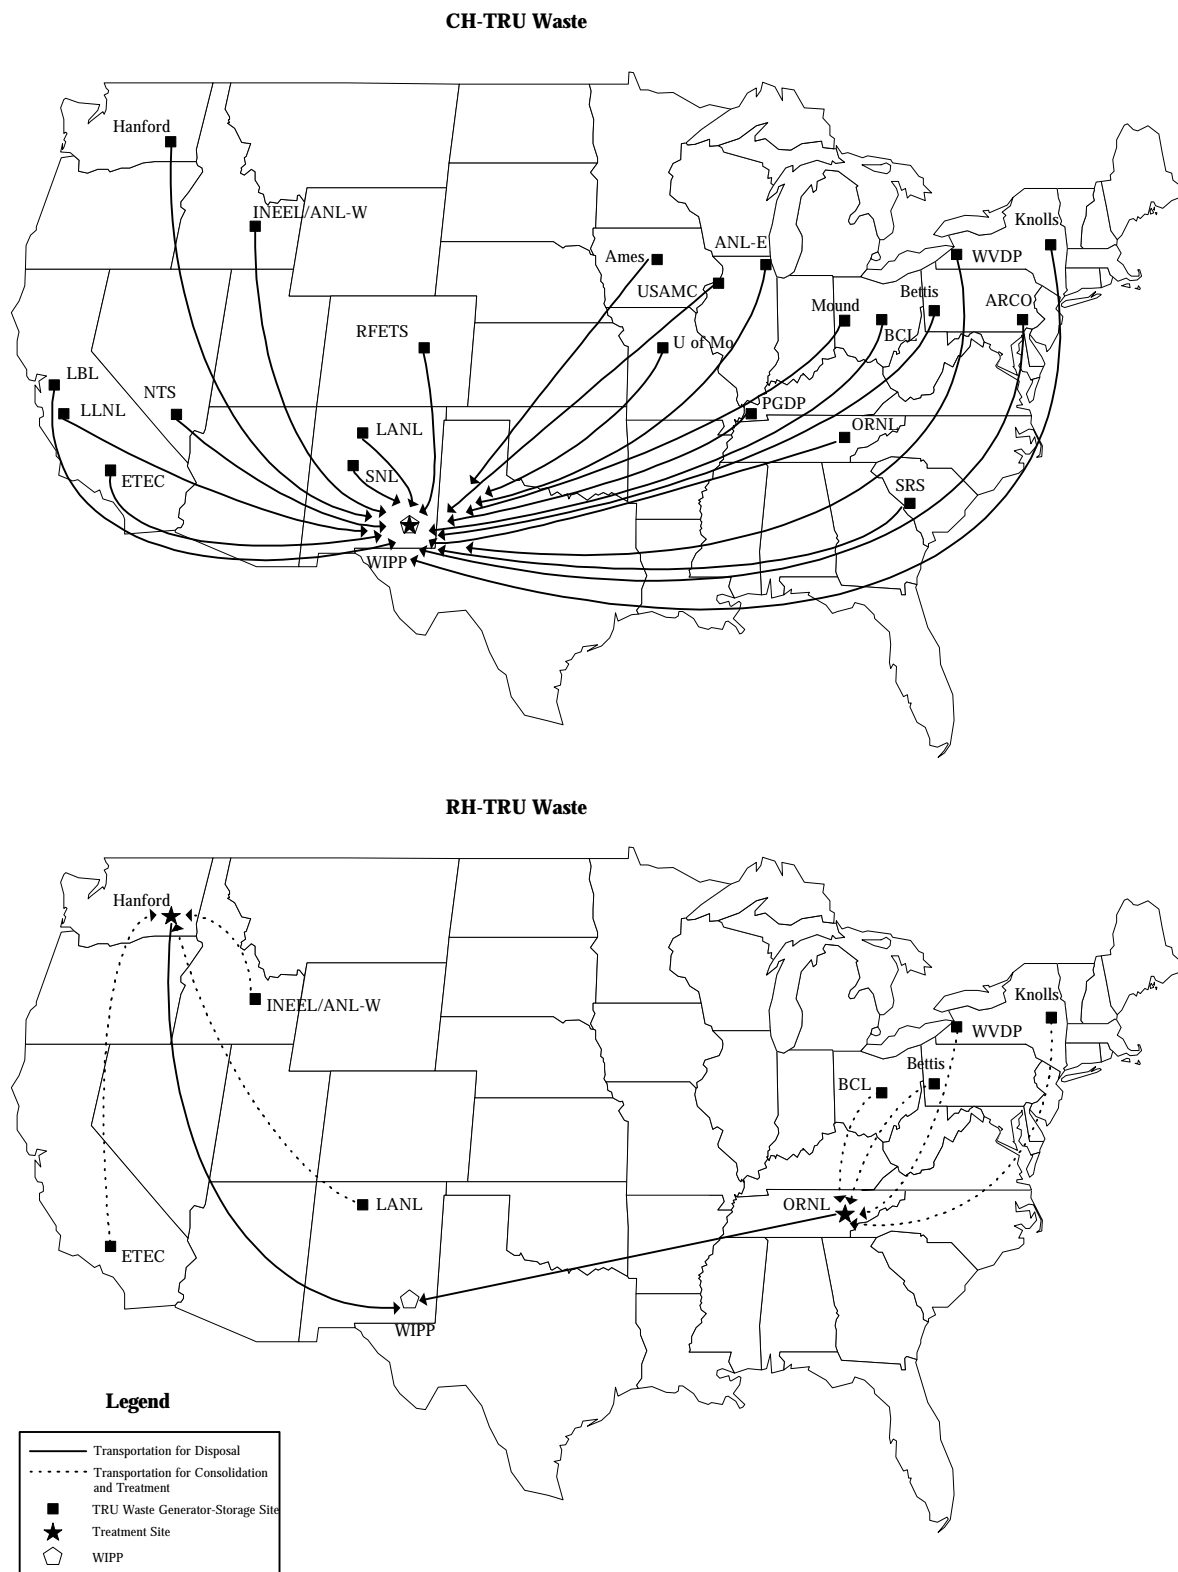 CH-TRU Waste
Hanford
INEEL/ANL-W
Knolls
ANL-E
WVDP
Ames
USAMC
Bettis
ARCO
Mound
RFETS
BCL
U of Mo
LBL
NTS
LLNL
PGDP
LANL
ORNL
SNL
ETEC
SRS
WIPP
RH-TRU Waste
Hanford
INEEL/ANL-W
Knolls
WVDP
Bettis
BCL
LANL
ORNL
ETEC
WIPP
Legend
Transportation for Disposal
Transportation for Consolidation
and Treatment
TRU Waste Generator-Storage Site
Treatment Site
WIPP